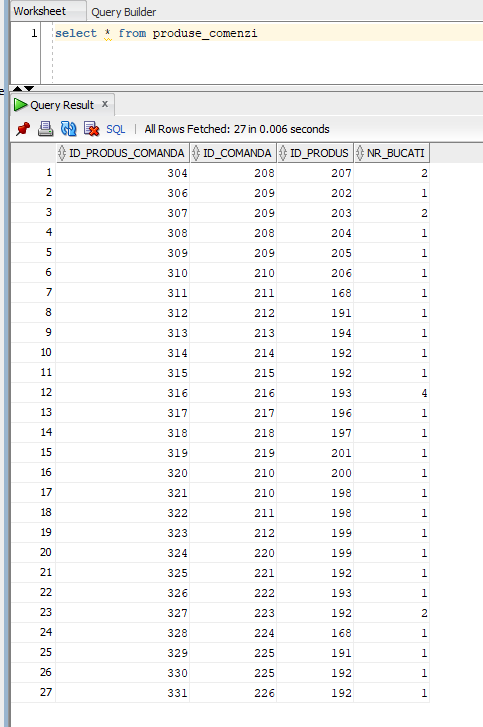 Worksheet Query Builder
1 select * from produse_comenzi
Query Result x
SQL | All Rows Fetched: 27 in 0.006 seconds
ID_PRODUS_COMANDA ID_COMANDA ID_PRODUS NR_BUCATI
1 304 208 207 2
2 306 209 202 1
3 307 209 203 2
4 308 208 204 1
5 309 209 205 1
6 310 210 206 1
7 311 211 168 1
8 312 212 191 1
9 313 213 194 1
10 314 214 192 1
11 315 215 192 1
12 316 216 193 4
13 317 217 196 1
14 318 218 197 1
15 319 219 201 1
16 320 210 200 1
17 321 210 198 1
18 322 211 198 1
19 323 212 199 1
20 324 220 199 1
21 325 221 192 1
22 326 222 193 1
23 327 223 192 2
24 328 224 168 1
25 329 225 191 1
26 330 225 192 1
27 331 226 192 1